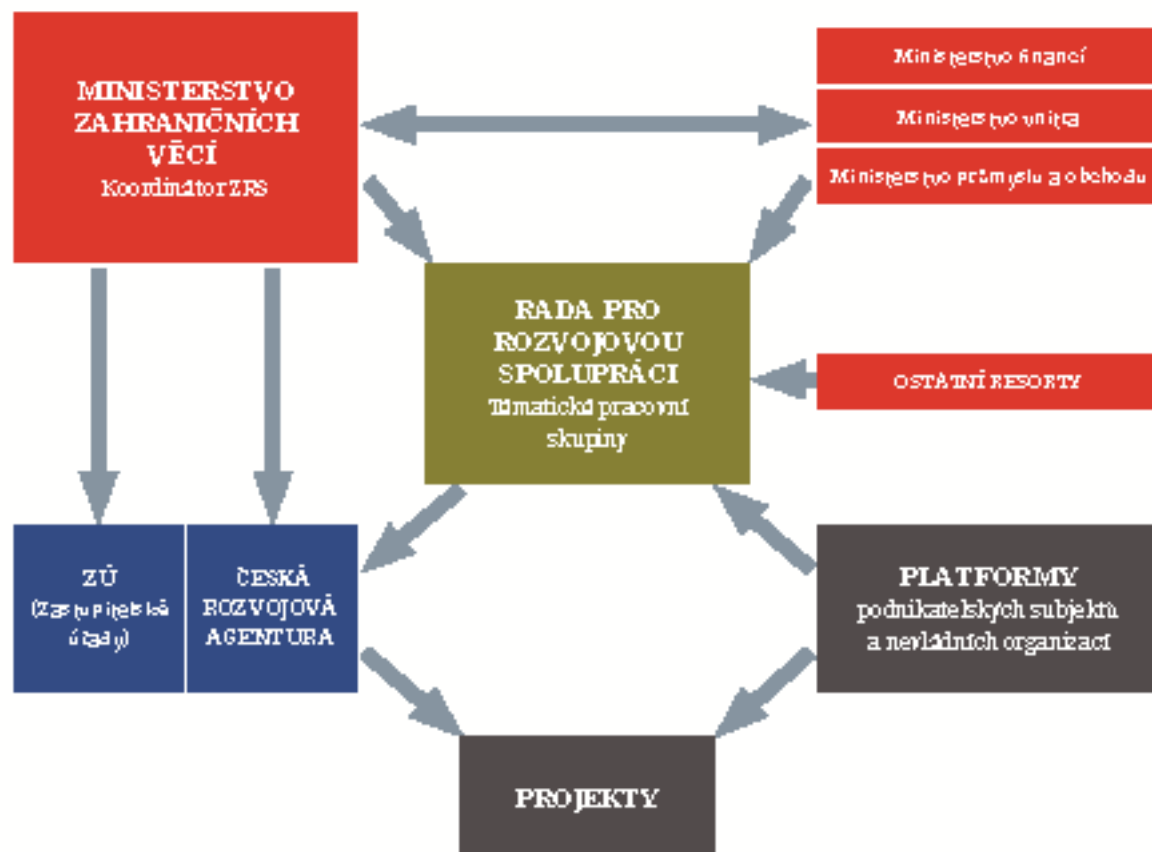 MINISTERSTVO
ZAHRANIČNÍCH
VĚCÍ
Koordinátor ZRS
Ministerstvo financí
Ministerstvo vnitra
Ministerstvo průmyslu a obchodu
RADA PRO
ROZVOJOVOU
SPOLUPRÁCI
Tématické pracovní
skupiny
OSTATNÍ RESORTY
ZÚ
(Zastupitelské
úřady)
ČESKÁ
ROZVOJOVÁ
AGENTURA
PLATFORMY
podnikatelských subjektů
a nevládních organizací
PROJEKTY